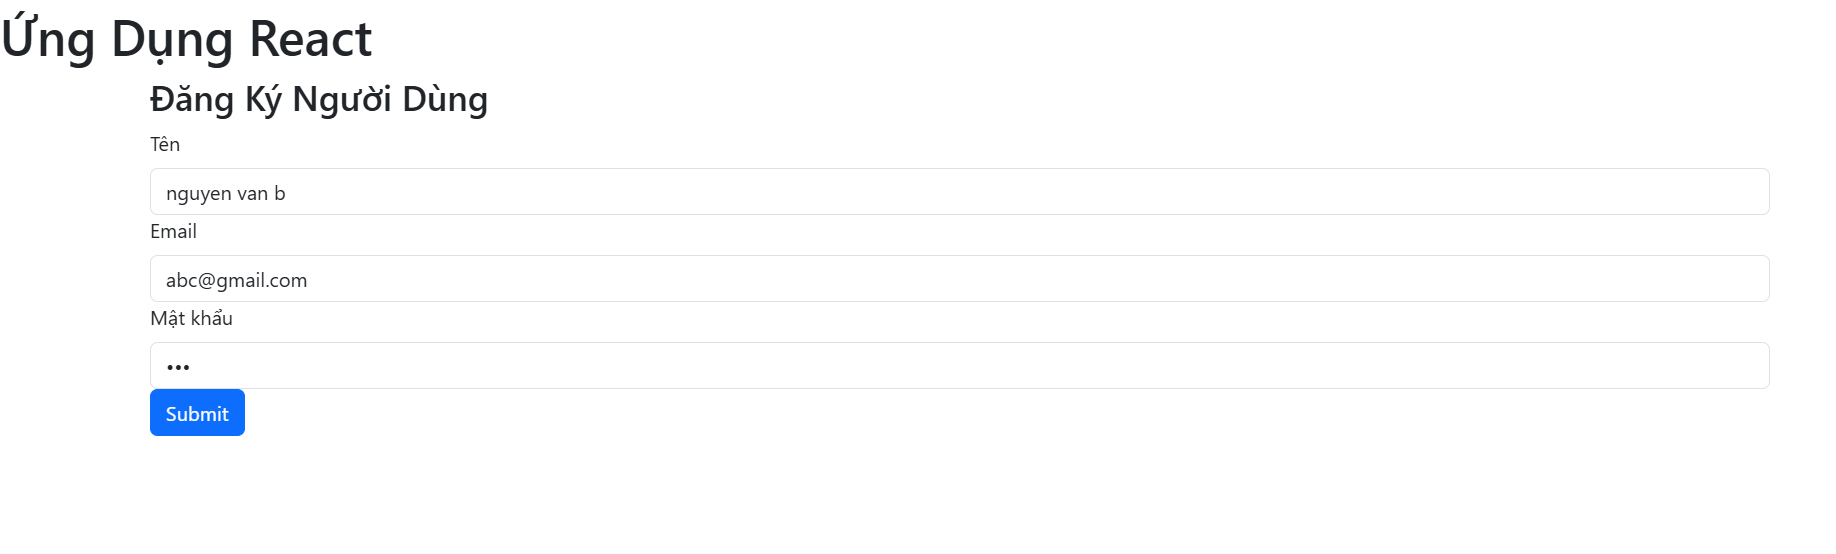 Ứng Dụng React
Đăng Ký Người Dùng
Tên
nguyen van b
Email
abc@gmail.com
Mật khẩu
•••
Submit